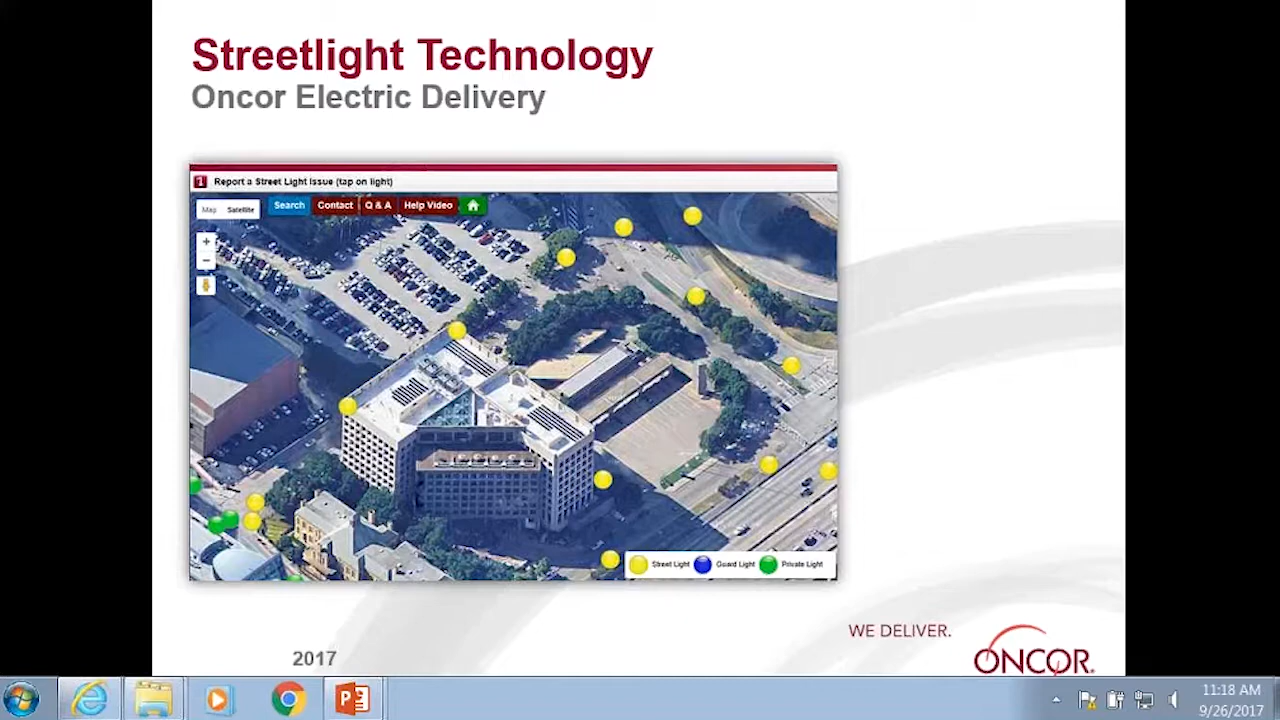 Streetlight Technology
Oncor Electric Delivery
1 Report a Street Light Issue (tap on light)
Map Satellite Search Contact Q & A Help Video
+
−
Street Light Guard Light Private Light
WE DELIVER.
ONCOR.
2017
11:18 AM
9/26/2017